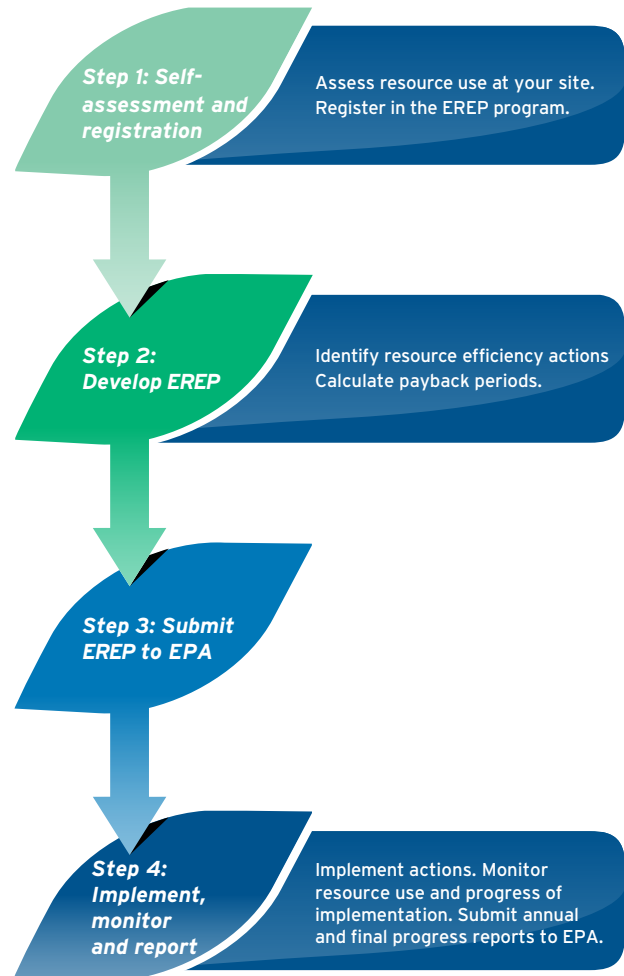 Step 1: Self-
assessment and
registration
Assess resource use at your site.
Register in the EREP program.
Step 2:
Develop EREP
Identify resource efficiency actions
Calculate payback periods.
Step 3: Submit
EREP to EPA
Step 4:
Implement,
monitor
and report
Implement actions. Monitor
resource use and progress of
implementation. Submit annual
and final progress reports to EPA.